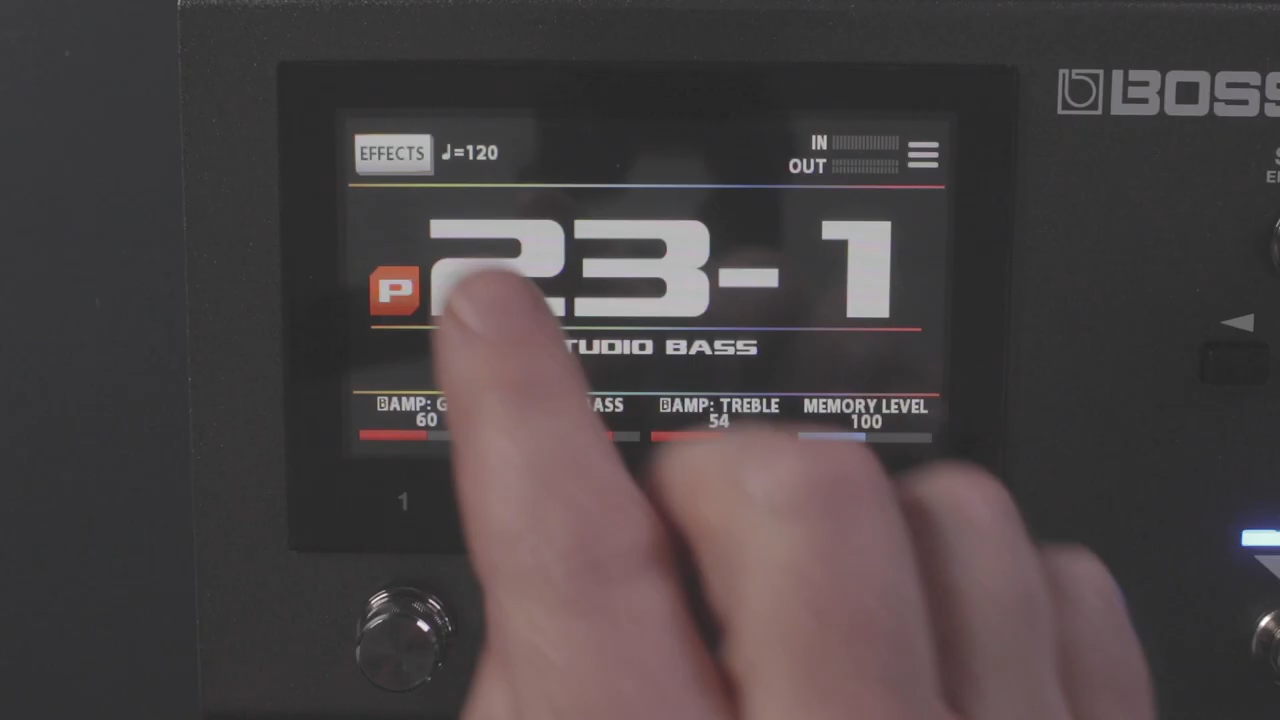 BOSS
EFFECTS ♩=120
IN
OUT
P 23-1
TUDIO BASS
AMP: G
60
ASS
AMP: TREBLE
54
MEMORY LEVEL
100
1